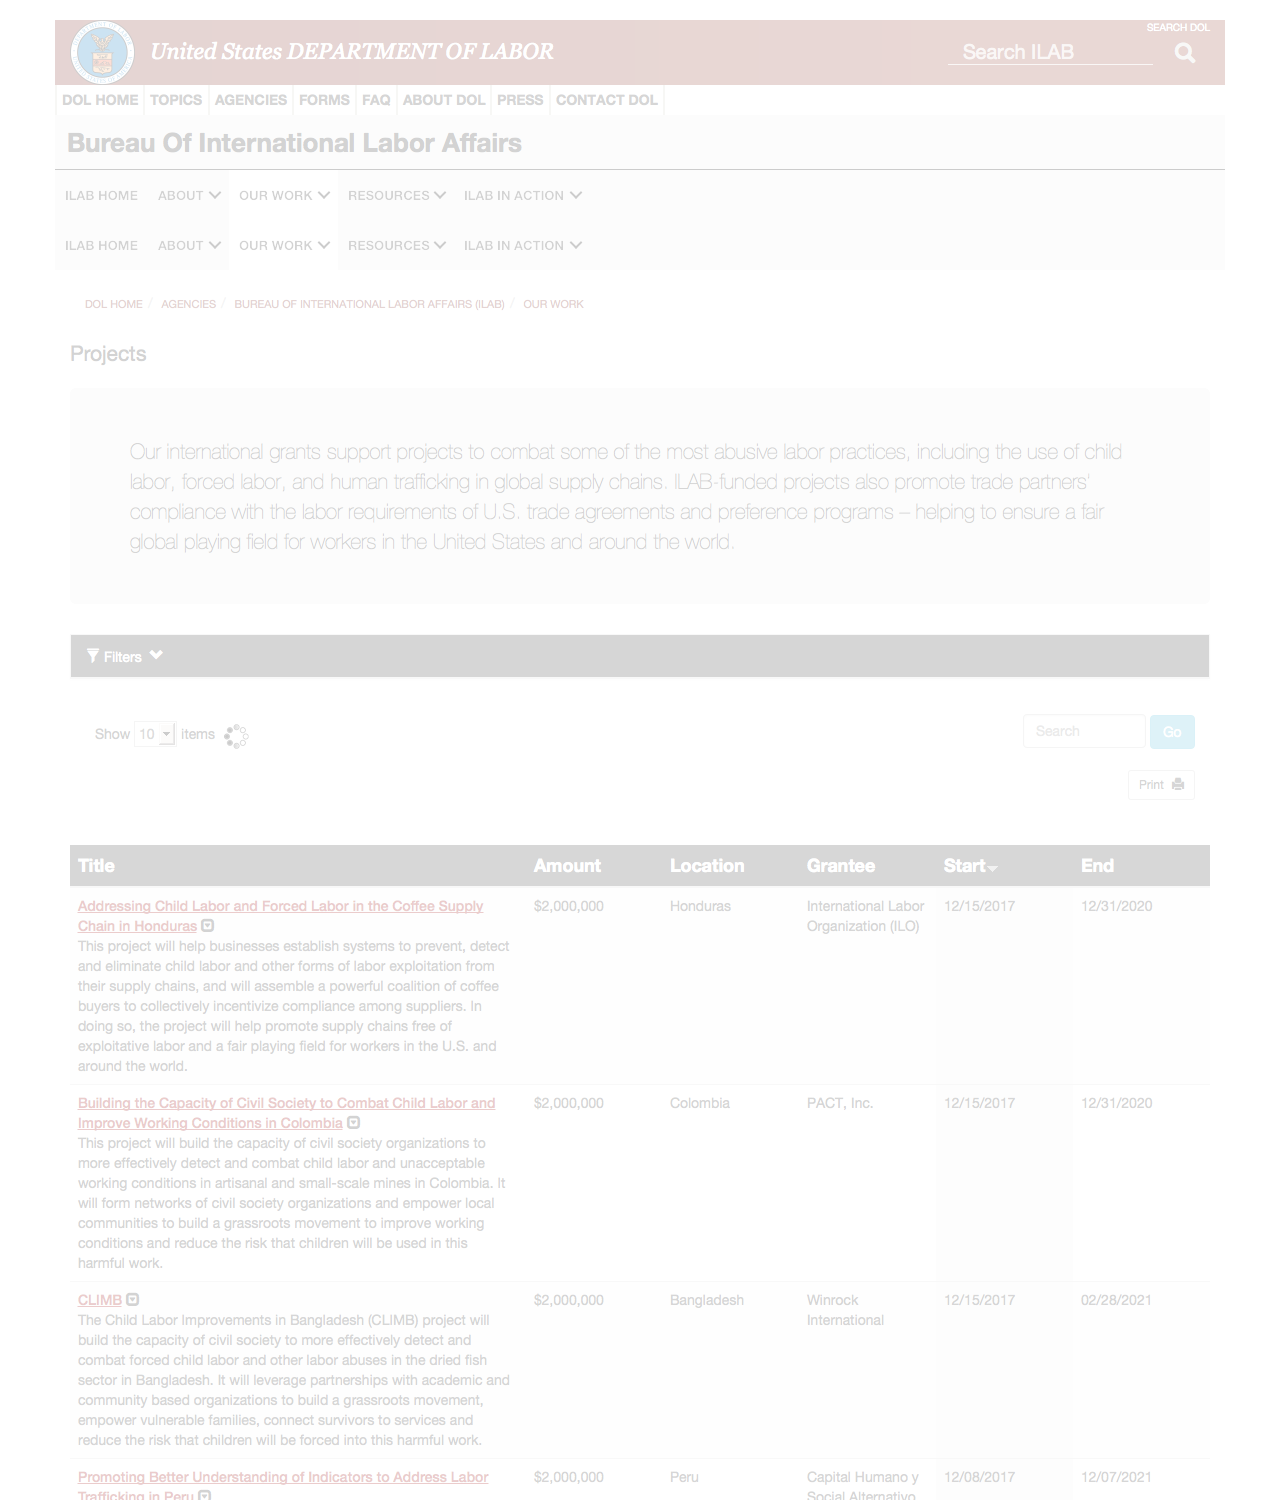 SEARCH DOL
United States DEPARTMENT OF LABOR
Search ILAB
DOL HOME TOPICS AGENCIES FORMS FAQ ABOUT DOL PRESS CONTACT DOL
Bureau Of International Labor Affairs
ILAB HOME ABOUT OUR WORK RESOURCES ILAB IN ACTION
ILAB HOME ABOUT OUR WORK RESOURCES ILAB IN ACTION
DOL HOME / AGENCIES / BUREAU OF INTERNATIONAL LABOR AFFAIRS (ILAB) / OUR WORK
Projects
Our international grants support projects to combat some of the most abusive labor practices, including the use of child
labor, forced labor, and human trafficking in global supply chains. ILAB-funded projects also promote trade partners'
compliance with the labor requirements of U.S. trade agreements and preference programs – helping to ensure a fair
global playing field for workers in the United States and around the world.
Filters
Show 10 items
Search Go
Print
Title Amount Location Grantee Start End
Addressing Child Labor and Forced Labor in the Coffee Supply $2,000,000 Honduras International Labor 12/15/2017 12/31/2020
Chain in Honduras Organization (ILO)
This project will help businesses establish systems to prevent, detect
and eliminate child labor and other forms of labor exploitation from
their supply chains, and will assemble a powerful coalition of coffee
buyers to collectively incentivize compliance among suppliers. In
doing so, the project will help promote supply chains free of
exploitative labor and a fair playing field for workers in the U.S. and
around the world.
Building the Capacity of Civil Society to Combat Child Labor and $2,000,000 Colombia PACT, Inc. 12/15/2017 12/31/2020
Improve Working Conditions in Colombia
This project will build the capacity of civil society organizations to
more effectively detect and combat child labor and unacceptable
working conditions in artisanal and small-scale mines in Colombia. It
will form networks of civil society organizations and empower local
communities to build a grassroots movement to improve working
conditions and reduce the risk that children will be used in this
harmful work.
CLIMB $2,000,000 Bangladesh Winrock 12/15/2017 02/28/2021
The Child Labor Improvements in Bangladesh (CLIMB) project will International
build the capacity of civil society to more effectively detect and
combat forced child labor and other labor abuses in the dried fish
sector in Bangladesh. It will leverage partnerships with academic and
community based organizations to build a grassroots movement,
empower vulnerable families, connect survivors to services and
reduce the risk that children will be forced into this harmful work.
Promoting Better Understanding of Indicators to Address Labor $2,000,000 Peru Capital Humano y 12/08/2017 12/07/2021
Trafficking in Peru Social Alternativo